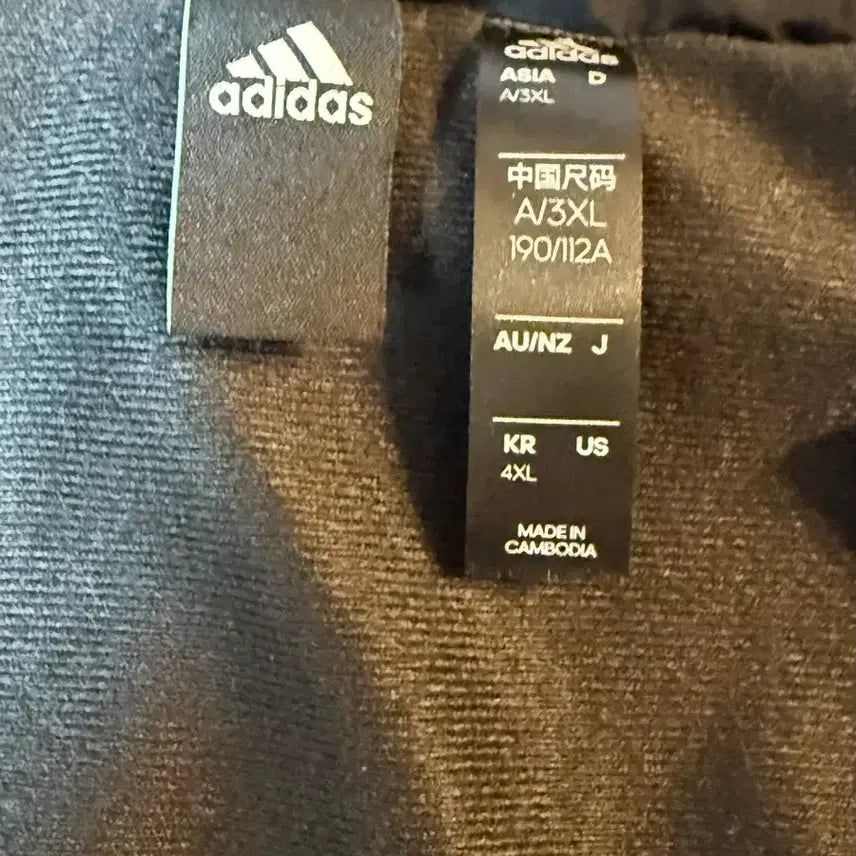 adidas
adidas
ASIA D
A/3XL
中国尺码
A/3XL
190/112A
AU/NZ J
KR US
4XL
MADE IN
CAMBODIA